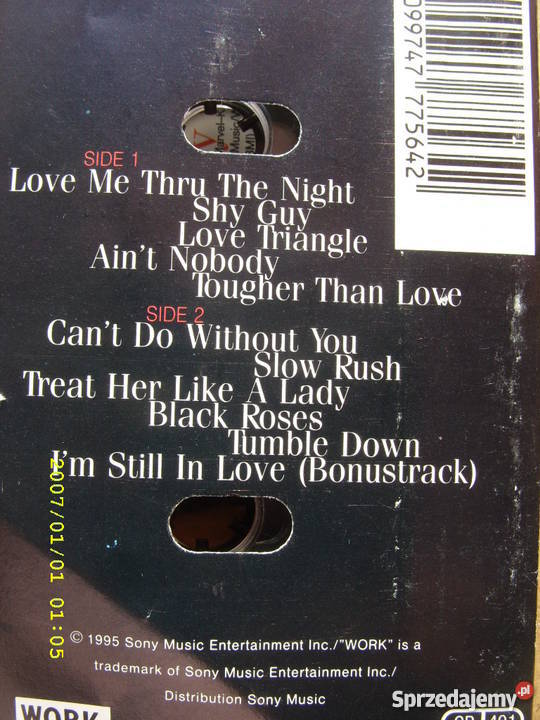 099747 775642
SIDE 1
Love Me Thru The Night
Shy Guy
Love Triangle
Ain't Nobody
Tougher Than Love
SIDE 2
Can't Do Without You
Slow Rush
Treat Her Like A Lady
Black Roses
Tumble Down
I'm Still In Love (Bonustrack)
2007/01/01 01:05
© 1995 Sony Music Entertainment Inc./"WORK" is a
trademark of Sony Music Entertainment Inc./
Distribution Sony Music
WORK
Sprzedajemy.pl